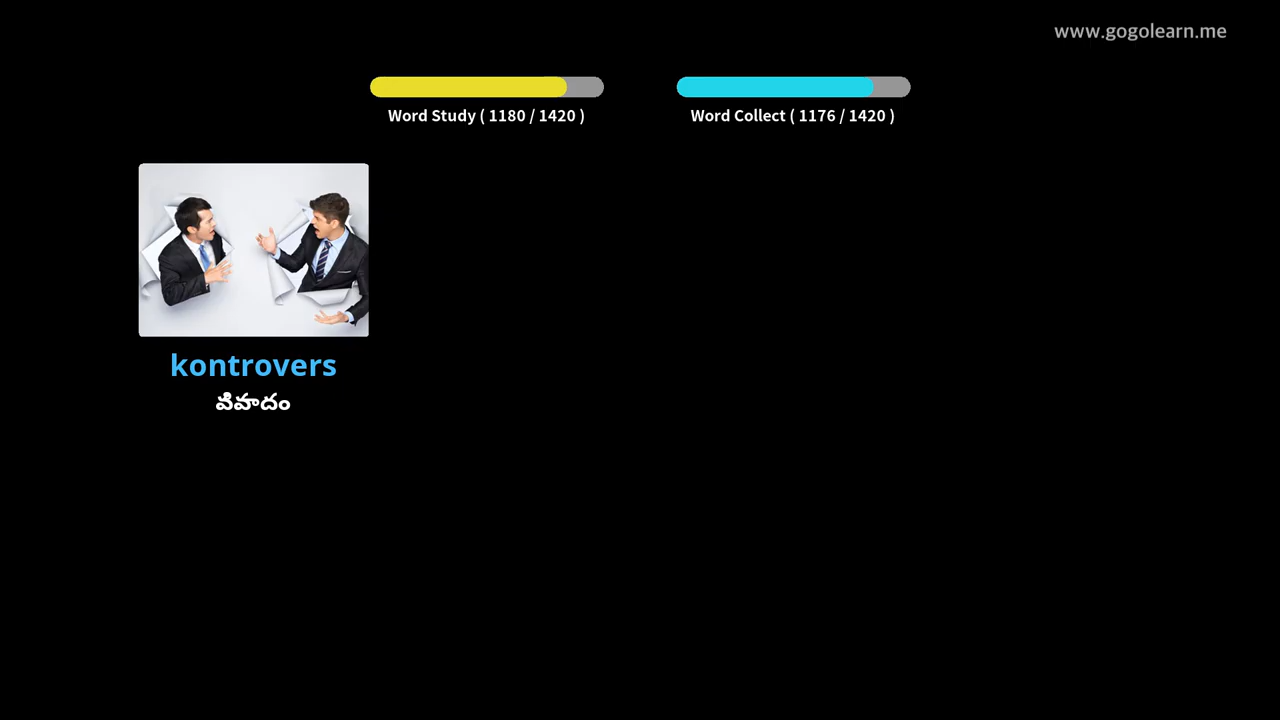 www.gogolearn.me
Word Study ( 1180 / 1420 )
Word Collect ( 1176 / 1420 )
kontrovers
వివాదం